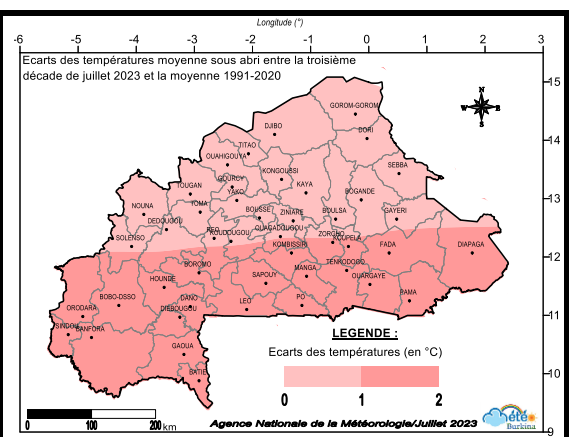 Longitude (°)
-6 -5 -4 -3 -2 -1 0 1 2 3
Ecarts des températures moyenne sous abri entre la troisième
décade de juillet 2023 et la moyenne 1991-2020
15
N
W E
S
GOROM-GOROM
DJIBO
DORI
14
TITAO
OUAHIGOUYA
SEBBA
KONGOUSSI
GOURCY
TOUGAN
KAYA
YAKO
BOGANDE
13
NOUNA
TOMA
BOUSSE
ZINIARE
BOULSA
GAYERI
DEDOUGOU
OUAGADOUGOU
REO
KOUDOUGOU
ZORGHO
SOLENSO
KOMBISSIRI
KOUPELA
FADA
DIAPAGA
12
BOROMO
MANGA
TENKODOGO
HOUNDE
SAPOUY
OUARGAYE
BOBO-DSSO
DANO
LEO
PO
PAMA
ORODARA
DIEBOUGOU
11
SINDOU
BANFORA
LEGENDE :
GAOUA
Ecarts des températures (en °C)
BATIE
10
0 1 2
0 100 200 km
Agence Nationale de la Météorologie/Juillet 2023
météo
Burkina
9